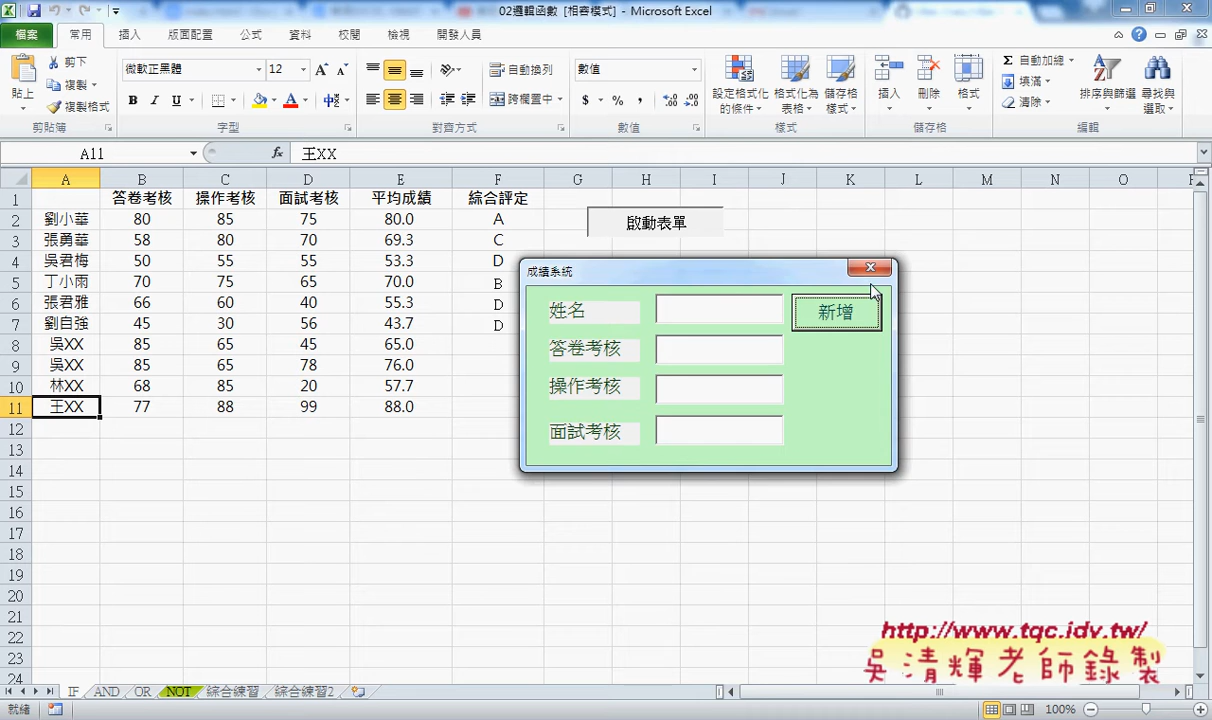 02邏輯函數 [相容模式] - Microsoft Excel
檔案 常用 插入 版面配置 公式 資料 校閱 檢視 開發人員
貼上 剪下 複製 複製格式 剪貼簿
微軟正黑體 12 B I U A 中 字型
自動換列 跨欄置中 對齊方式
數值 $ % , 數值
設定格式化的條件 格式化為表格 儲存格樣式 樣式
插入 刪除 格式 儲存格
Σ 自動加總 填滿 清除 排序與篩選 尋找與選取 編輯
A11 fx 王XX
A B C D E F G H I J K L M N O
1 答卷考核 操作考核 面試考核 平均成績 綜合評定
2 劉小華 80 85 75 80.0 A
3 張勇華 58 80 70 69.3 C
4 吳君梅 50 55 55 53.3 D
5 丁小雨 70 75 65 70.0 B
6 張君雅 66 60 40 55.3 D
7 劉自強 45 30 56 43.7 D
8 吳XX 85 65 45 65.0
9 吳XX 85 65 78 76.0
10 林XX 68 85 20 57.7
11 王XX 77 88 99 88.0
12
13
14
15
16
17
18
19
20
21
22
23
24
啟動表單
成績系統
姓名 新增
答卷考核
操作考核
面試考核
http://www.tqc.idv.tw/
吳清輝老師錄製
IF AND OR NOT 綜合練習 綜合練習2
就緒 100%